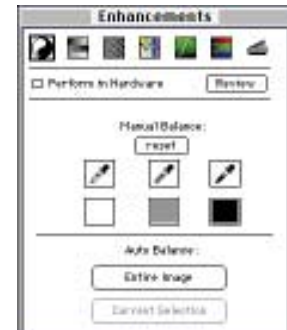 Enhancements
Perform in Hardware
Review
Manual Balance:
reset
Auto Balance:
Entire Image
Current Selection